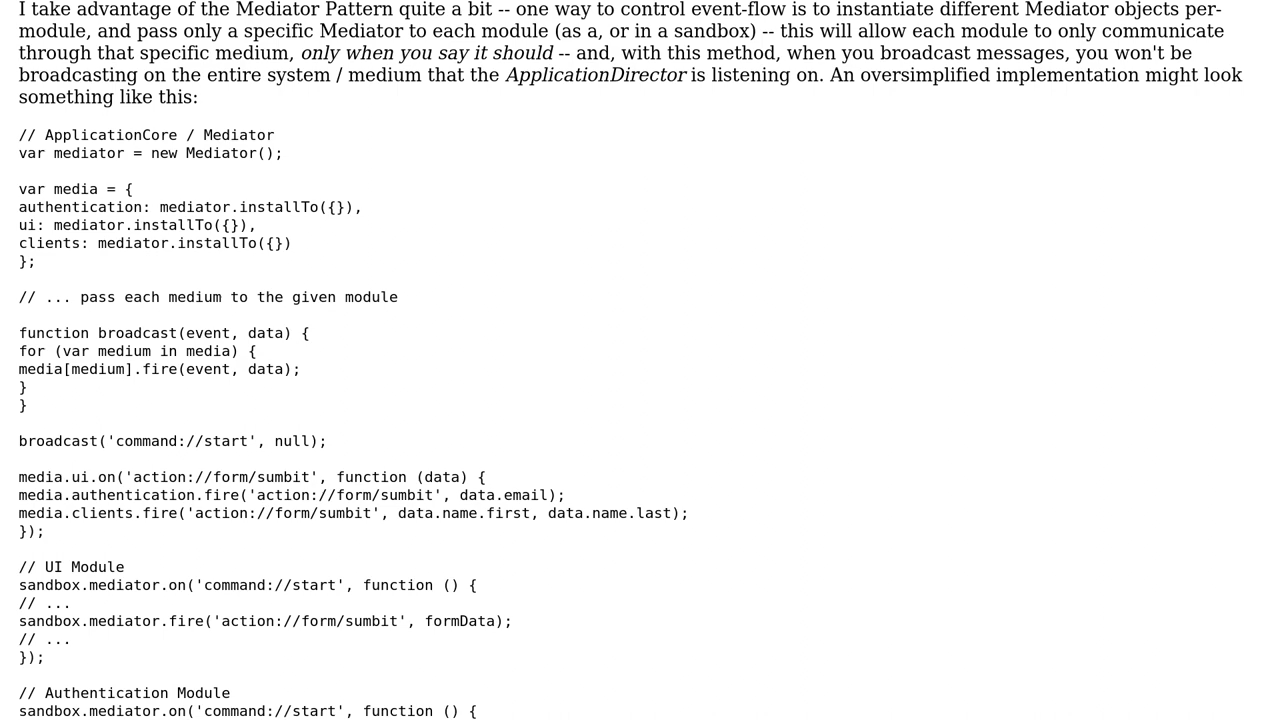 I take advantage of the Mediator Pattern quite a bit -- one way to control event-flow is to instantiate different Mediator objects per-
module, and pass only a specific Mediator to each module (as a, or in a sandbox) -- this will allow each module to only communicate
through that specific medium, only when you say it should -- and, with this method, when you broadcast messages, you won't be
broadcasting on the entire system / medium that the ApplicationDirector is listening on. An oversimplified implementation might look
something like this:
// ApplicationCore / Mediator
var mediator = new Mediator();
var media = {
authentication: mediator.installTo({}),
ui: mediator.installTo({}),
clients: mediator.installTo({})
};
// ... pass each medium to the given module
function broadcast(event, data) {
for (var medium in media) {
media[medium].fire(event, data);
}
}
broadcast('command://start', null);
media.ui.on('action://form/sumbit', function (data) {
media.authentication.fire('action://form/sumbit', data.email);
media.clients.fire('action://form/sumbit', data.name.first, data.name.last);
});
// UI Module
sandbox.mediator.on('command://start', function () {
// ...
sandbox.mediator.fire('action://form/sumbit', formData);
// ...
});
// Authentication Module
sandbox.mediator.on('command://start', function () {